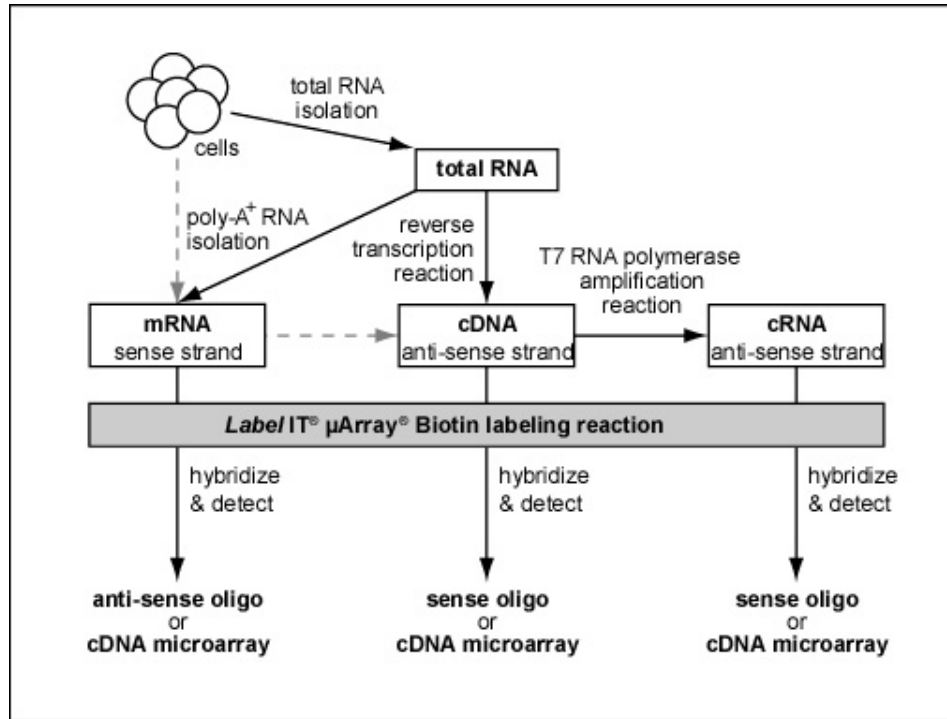 total RNA
isolation
cells
total RNA
poly-A⁺ RNA
isolation
reverse
transcription
reaction
T7 RNA polymerase
amplification
reaction
mRNA
sense strand
cDNA
anti-sense strand
cRNA
anti-sense strand
Label IT® µArray® Biotin labeling reaction
hybridize
& detect
hybridize
& detect
hybridize
& detect
anti-sense oligo
or
cDNA microarray
sense oligo
or
cDNA microarray
sense oligo
or
cDNA microarray